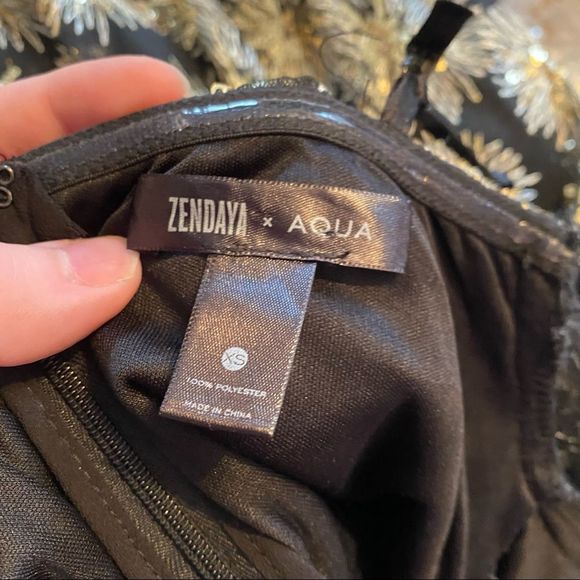 ZENDAYA × AQUA
XS
100% POLYESTER
MADE IN CHINA